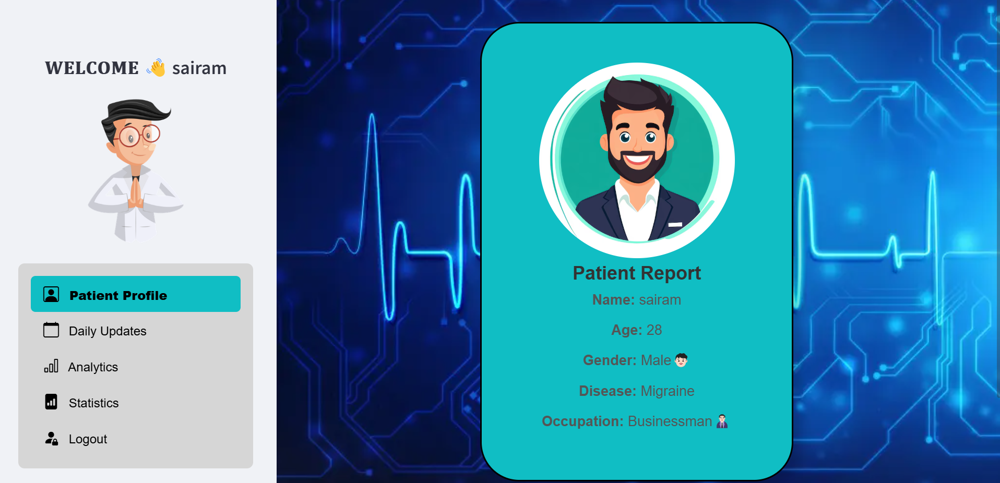 WELCOME 👋 sairam
Patient Profile
Daily Updates
Analytics
Statistics
Logout
Patient Report
Name: sairam
Age: 28
Gender: Male👦🏻
Disease: Migraine
Occupation: Businessman👨🏻‍💼